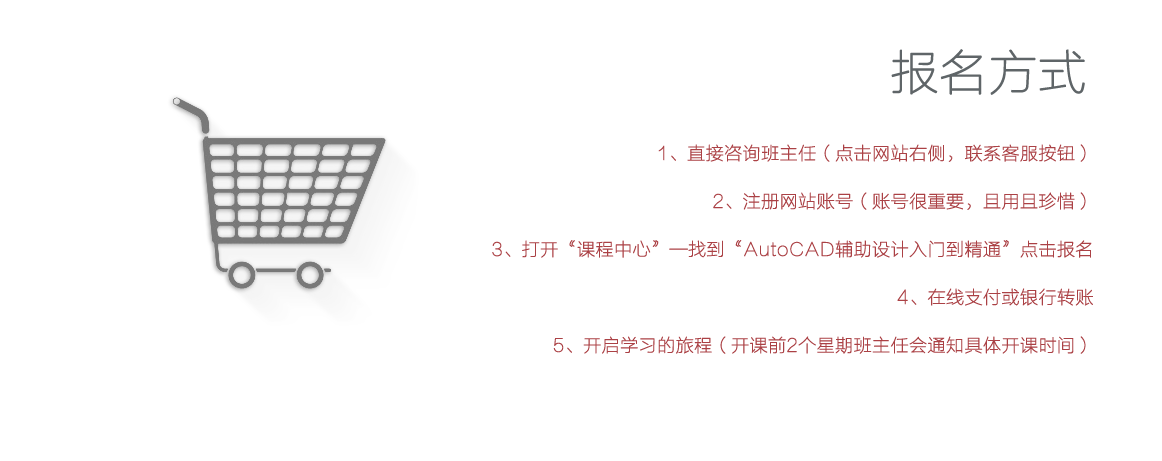 报名方式
1、直接咨询班主任（点击网站右侧，联系客服按钮）
2、注册网站账号（账号很重要，且用且珍惜）
3、打开“课程中心”—找到“AutoCAD辅助设计入门到精通”点击报名
4、在线支付或银行转账
5、开启学习的旅程（开课前2个星期班主任会通知具体开课时间）